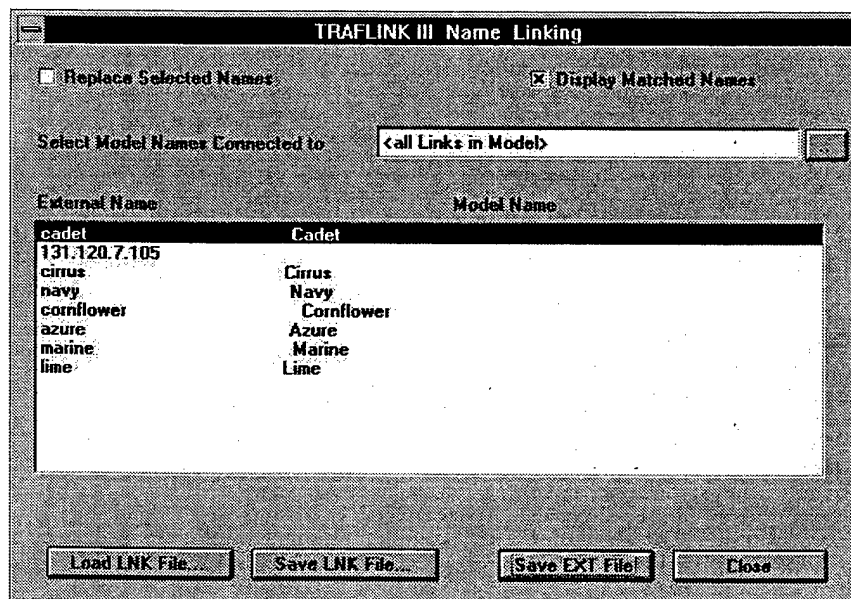 TRAFLINK III Name Linking
Replace Selected Names
Display Matched Names
Select Model Names Connected to <all Links in Model> ..
External Name Model Name
cadet Cadet
131.120.7.105
cirrus Cirrus
navy Navy
cornflower Cornflower
azure Azure
marine Marine
lime Lime
Load LNK File... Save LNK File... Save EXT File Close